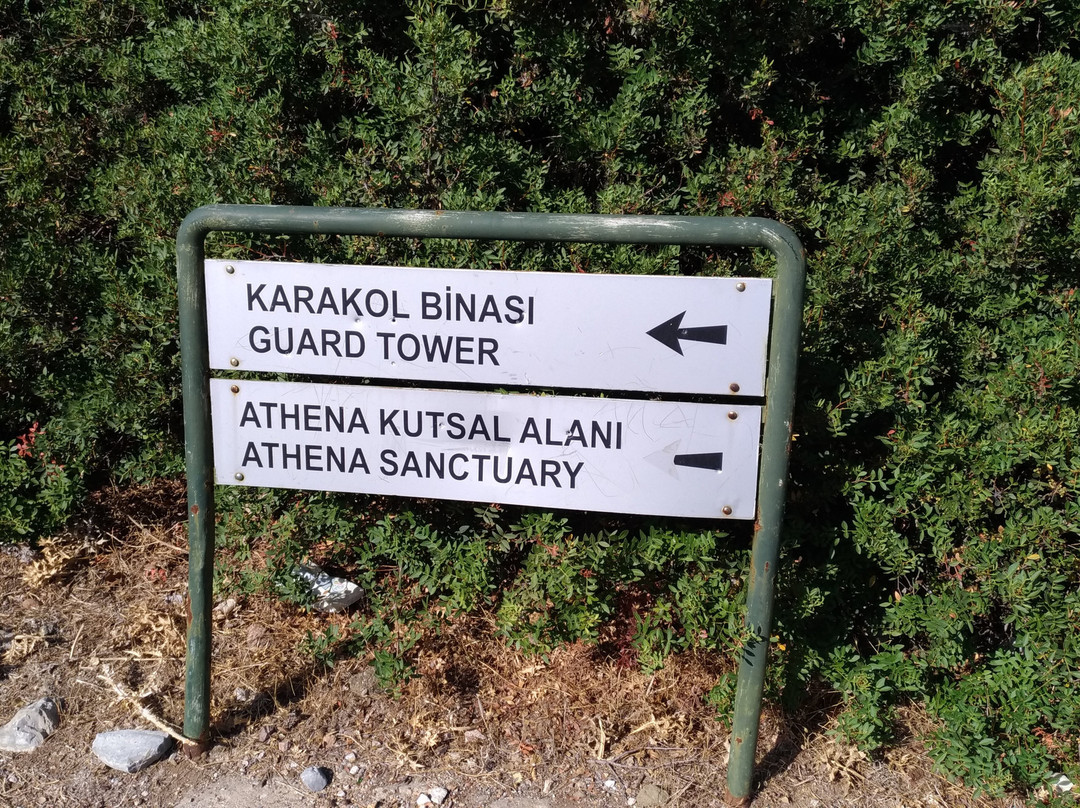 KARAKOL BİNASI
GUARD TOWER
ATHENA KUTSAL ALANI
ATHENA SANCTUARY